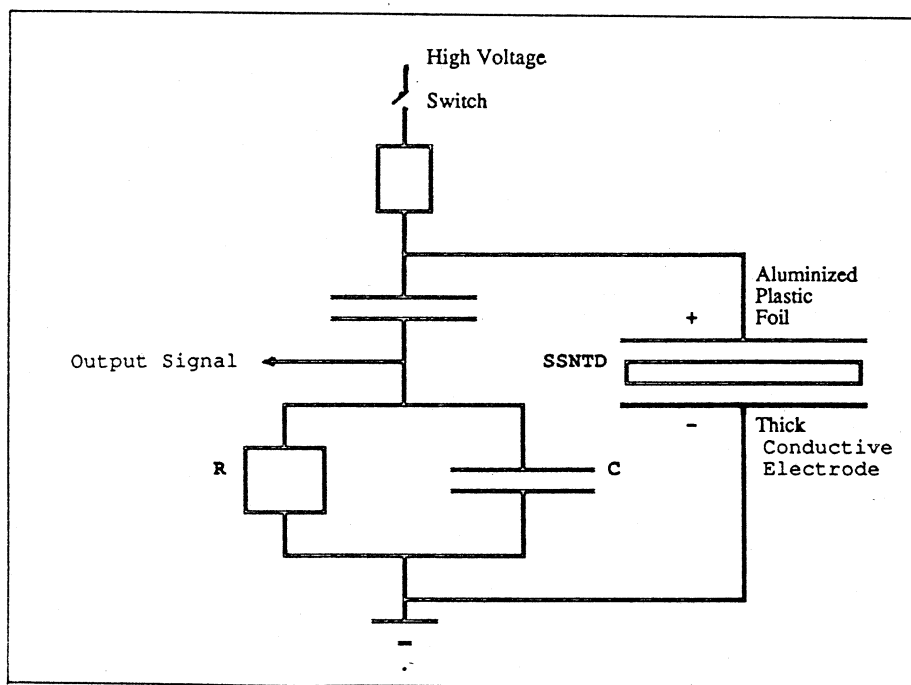 High Voltage
Switch
Aluminized
Plastic
Foil
+
Output Signal
SSNTD
-
Thick
Conductive
Electrode
R
C
-